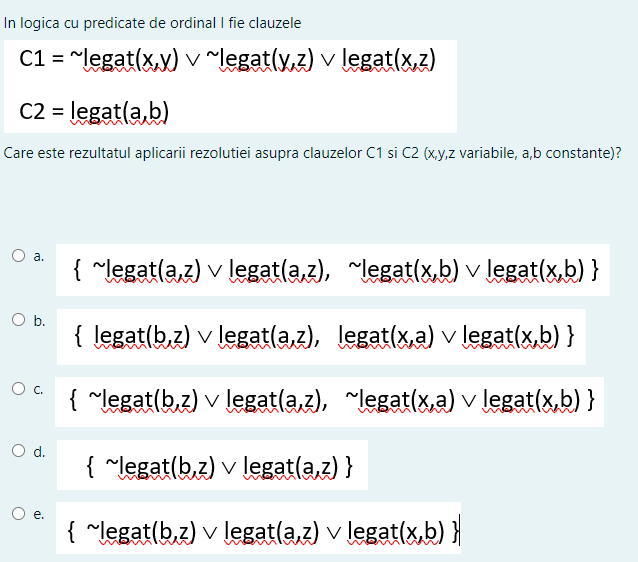 In logica cu predicate de ordinal I fie clauzele
C1 = ~legat(x,y) ∨ ~legat(y,z) ∨ legat(x,z)
C2 = legat(a,b)
Care este rezultatul aplicarii rezolutiei asupra clauzelor C1 si C2 (x,y,z variabile, a,b constante)?
a. { ~legat(a,z) ∨ legat(a,z), ~legat(x,b) ∨ legat(x,b) }
b. { legat(b,z) ∨ legat(a,z), legat(x,a) ∨ legat(x,b) }
c. { ~legat(b,z) ∨ legat(a,z), ~legat(x,a) ∨ legat(x,b) }
d. { ~legat(b,z) ∨ legat(a,z) }
e. { ~legat(b,z) ∨ legat(a,z) ∨ legat(x,b) }